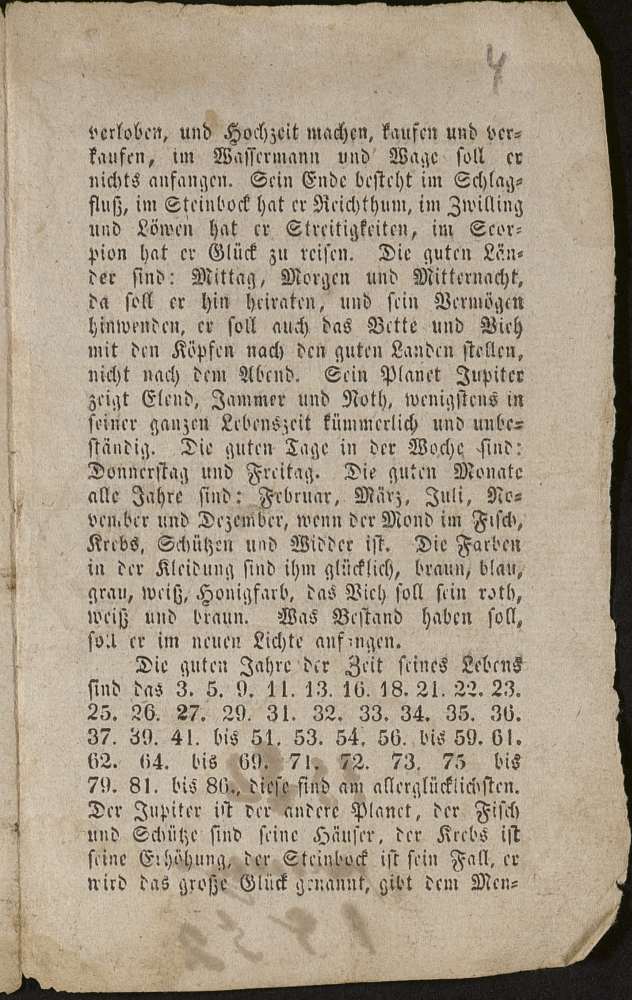 4
verloben, und Hochzeit machen, kaufen und ver-
kaufen, im Wassermann und Wage soll er
nichts anfangen. Sein Ende besteht im Schlag-
fluß, im Steinbock hat er Reichthum, im Zwilling
und Löwen hat er Streitigkeiten, im Scor-
pion hat er Glück zu reisen. Die guten Län-
der sind: Mittag, Morgen und Mitternacht,
da soll er hin heiraten, und sein Vermögen
hinwenden, er soll auch das Bette und Vieh
mit den Köpfen nach den guten Landen stellen,
nicht nach dem Abend. Sein Planet Jupiter
zeigt Elend, Jammer und Noth, wenigstens in
seiner ganzen Lebenszeit kümmerlich und unbe-
ständig. Die guten Tage in der Woche sind:
Donnerstag und Freitag. Die guten Monate
alle Jahre sind: Februar, März, Juli, No-
vember und Dezember, wenn der Mond im Fisch,
Krebs, Schützen und Widder ist. Die Farben
in der Kleidung sind ihm glücklich, braun, blau,
grau, weiß, Honigfarb, das Vieh soll sein roth,
weiß und braun. Was Bestand haben soll,
soll er im neuen Lichte anfangen.
Die guten Jahre der Zeit seines Lebens
sind das 3. 5. 9. 11. 13. 16. 18. 21. 22. 23.
25. 26. 27. 29. 31. 32. 33. 34. 35. 36.
37. 39. 41. bis 51. 53. 54. 56. bis 59. 61.
62. 64. bis 69. 71. 72. 73. 75 bis
79. 81. bis 86., diese sind am allerglücklichsten.
Der Jupiter ist der andere Planet, der Fisch
und Schütze sind seine Häuser, der Krebs ist
seine Erhöhung, der Steinbock ist sein Fall, er
wird das große Glück genannt, gibt dem Men-